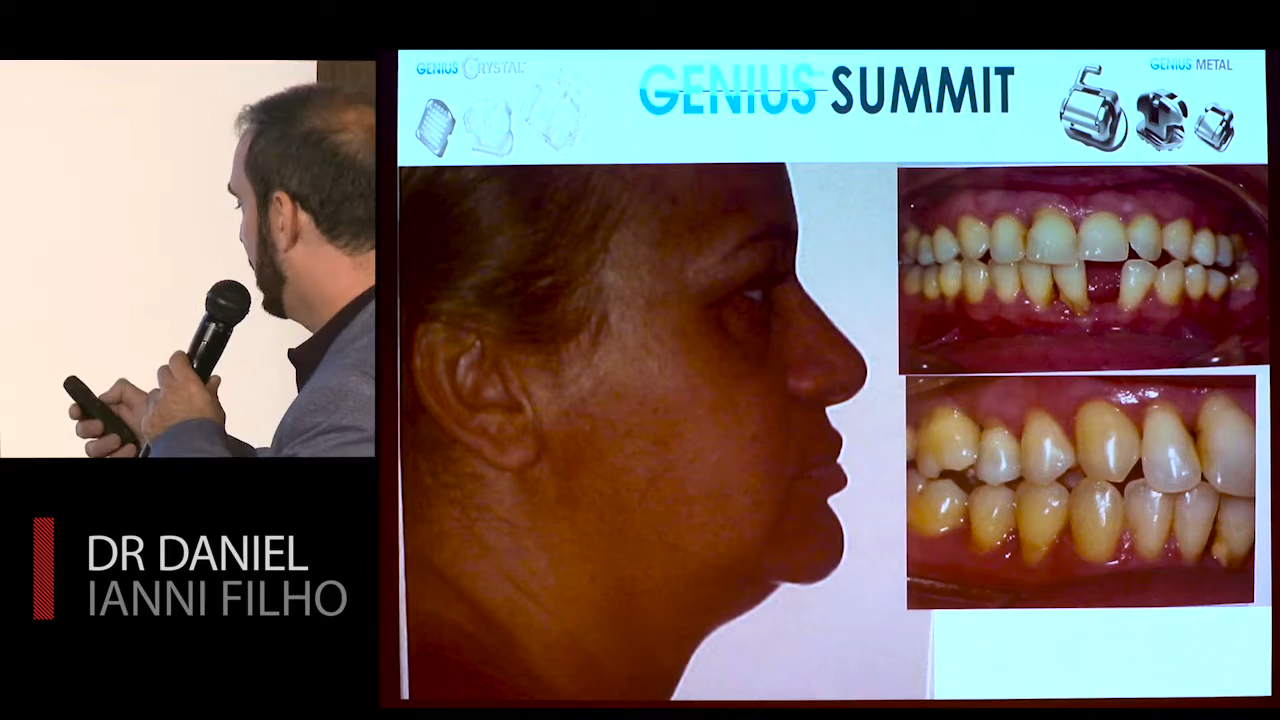 GENIUS CRYSTAL
GENIUS SUMMIT
GENIUS METAL
DR DANIEL
IANNI FILHO